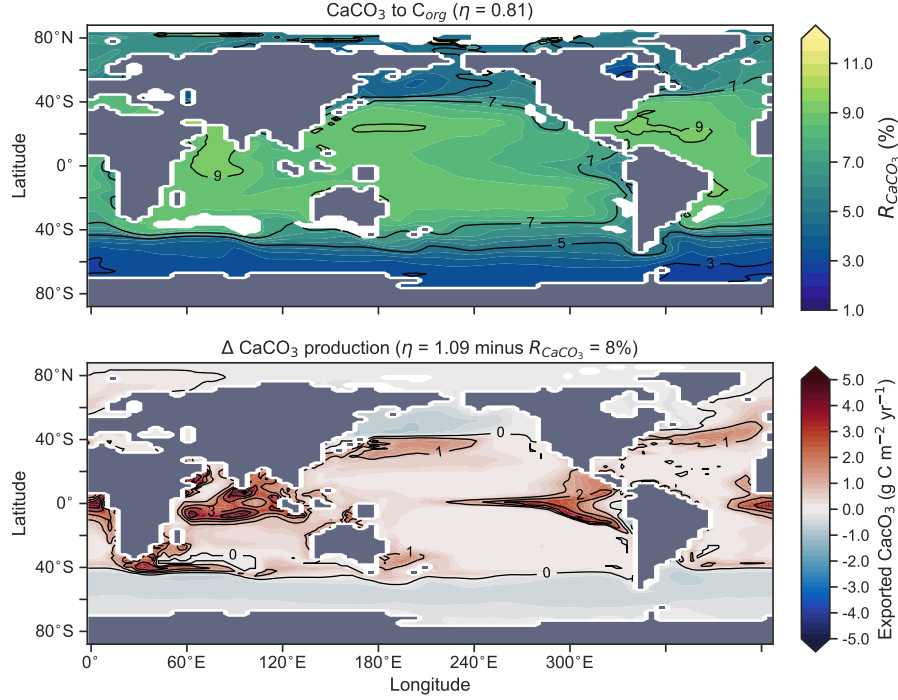 CaCO₃ to C_org (η = 0.81)
80°N
40°S
0°
40°S
80°S
Latitude
7
7
9
9
7
7
5
3
11.0
9.0
7.0
5.0
3.0
1.0
R_CaCO₃ (%)
Δ CaCO₃ production (η = 1.09 minus R_CaCO₃ = 8%)
80°N
40°S
0°
40°S
80°S
Latitude
0
1
1
2
3
0
1
0
0°
60°E
120°E
180°E
240°E
300°E
Longitude
5.0
4.0
3.0
2.0
1.0
-0.0
-1.0
-2.0
-3.0
-4.0
-5.0
Exported CacO₃ (g C m⁻² yr⁻¹)